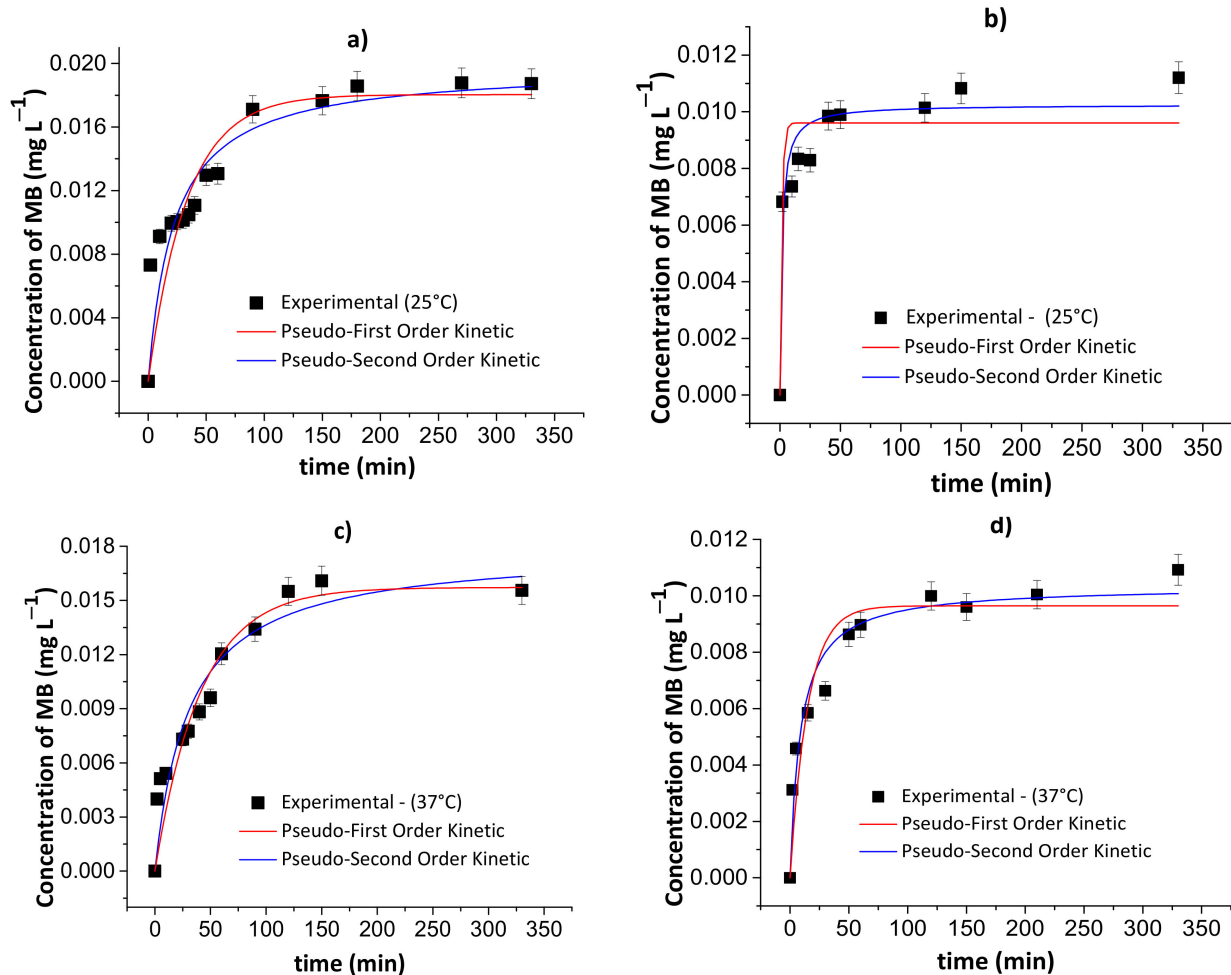 a)
Concentration of MB (mg L⁻¹)
0.020
0.016
0.012
0.008
0.004
0.000
Experimental (25°C)
Pseudo-First Order Kinetic
Pseudo-Second Order Kinetic
0 50 100 150 200 250 300 350
time (min)
b)
Concentration of MB (mg L⁻¹)
0.012
0.010
0.008
0.006
0.004
0.002
0.000
Experimental - (25°C)
Pseudo-First Order Kinetic
Pseudo-Second Order Kinetic
0 50 100 150 200 250 300 350
time (min)
c)
Concentration of MB (mg L⁻¹)
0.018
0.015
0.012
0.009
0.006
0.003
0.000
Experimental - (37°C)
Pseudo-First Order Kinetic
Pseudo-Second Order Kinetic
0 50 100 150 200 250 300 350
time (min)
d)
Concentration of MB (mg L⁻¹)
0.012
0.010
0.008
0.006
0.004
0.002
0.000
Experimental - (37°C)
Pseudo-First Order Kinetic
Pseudo-Second Order Kinetic
0 50 100 150 200 250 300 350
time (min)